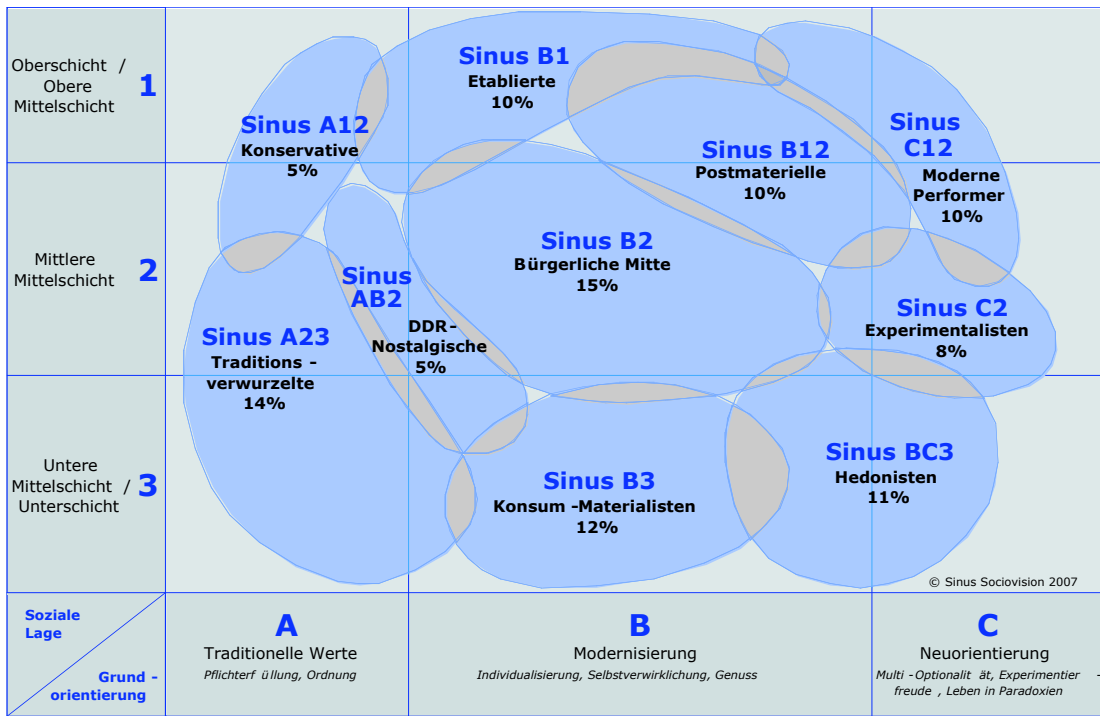 Oberschicht /
Obere
Mittelschicht
1
Sinus B1
Etablierte
10%
Sinus A12
Konservative
5%
Sinus B12
Postmaterielle
10%
Sinus
C12
Moderne
Performer
10%
Mittlere
Mittelschicht
2
Sinus B2
Bürgerliche Mitte
15%
Sinus
AB2
DDR-
Nostalgische
5%
Sinus A23
Traditions -
verwurzelte
14%
Sinus C2
Experimentalisten
8%
Untere
Mittelschicht /
Unterschicht
3
Sinus B3
Konsum -Materialisten
12%
Sinus BC3
Hedonisten
11%
© Sinus Sociovision 2007
Soziale
Lage
Grund -
orientierung
A
Traditionelle Werte
Pflichterf üllung, Ordnung
B
Modernisierung
Individualisierung, Selbstverwirklichung, Genuss
C
Neuorientierung
Multi -Optionalit ät, Experimentier -
freude , Leben in Paradoxien